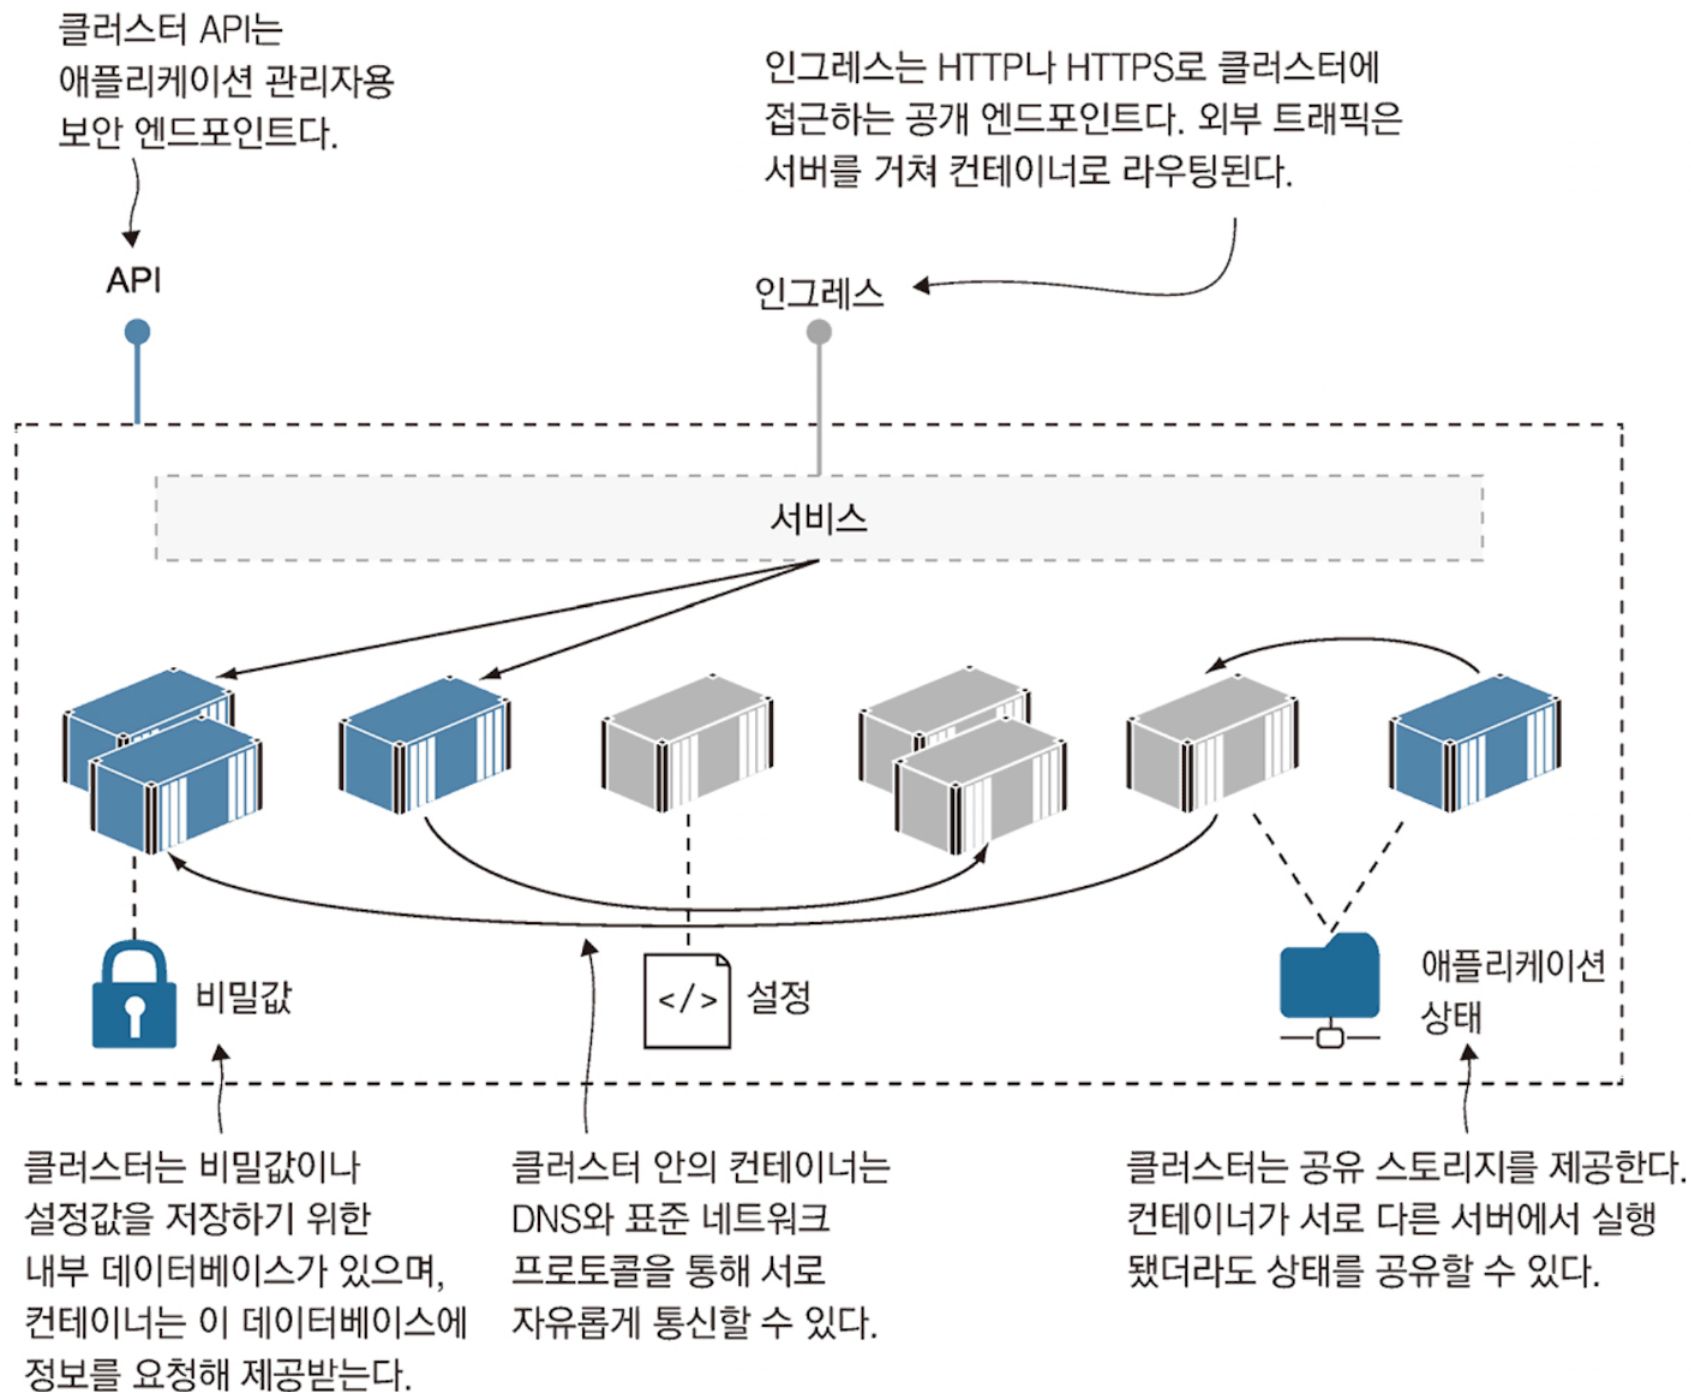 클러스터 API는
애플리케이션 관리자용
보안 엔드포인트다.
인그레스는 HTTP나 HTTPS로 클러스터에
접근하는 공개 엔드포인트다. 외부 트래픽은
서버를 거쳐 컨테이너로 라우팅된다.
API
인그레스
서비스
비밀값
</>
설정
애플리케이션
상태
클러스터는 비밀값이나
설정값을 저장하기 위한
내부 데이터베이스가 있으며,
컨테이너는 이 데이터베이스에
정보를 요청해 제공받는다.
클러스터 안의 컨테이너는
DNS와 표준 네트워크
프로토콜을 통해 서로
자유롭게 통신할 수 있다.
클러스터는 공유 스토리지를 제공한다.
컨테이너가 서로 다른 서버에서 실행
됐더라도 상태를 공유할 수 있다.